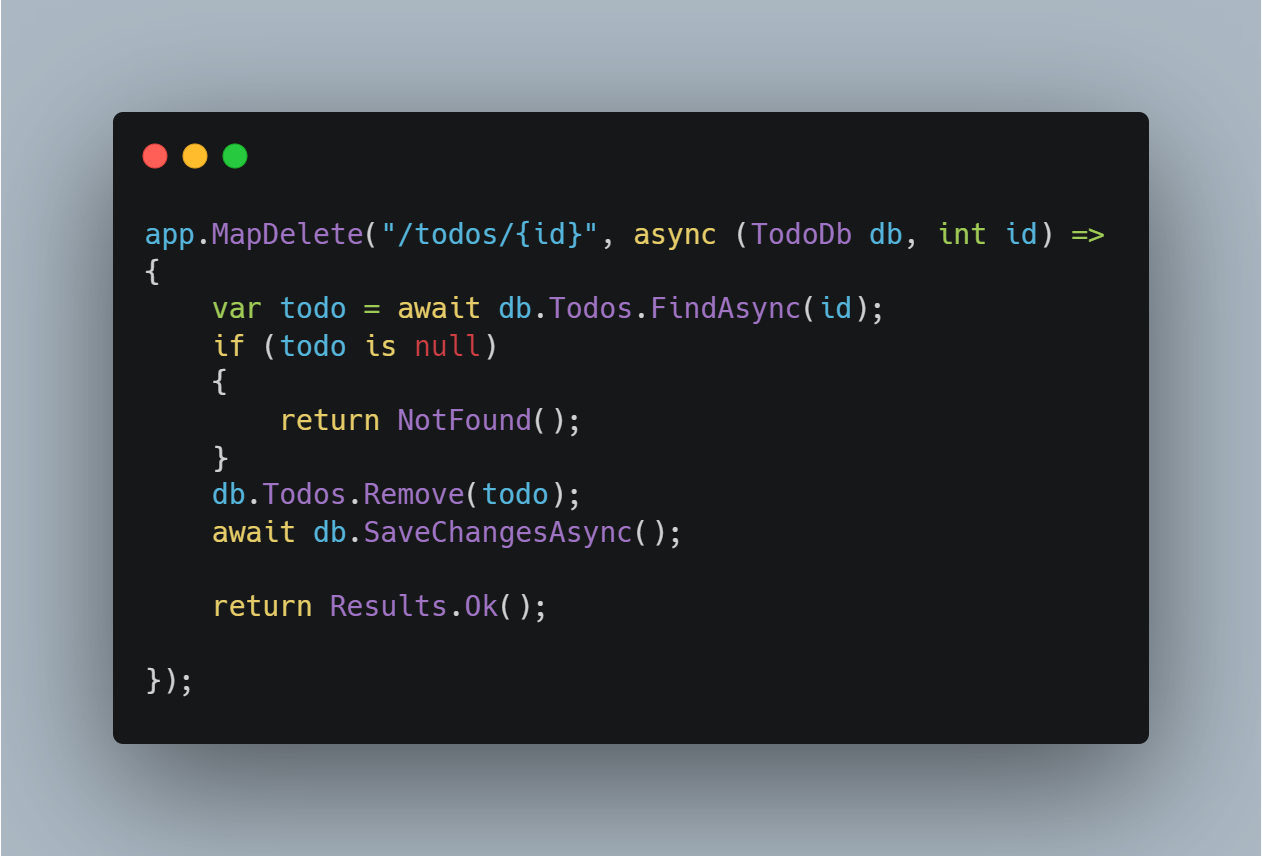 app.MapDelete("/todos/{id}", async (TodoDb db, int id) =>
{
    var todo = await db.Todos.FindAsync(id);
    if (todo is null)
    {
        return NotFound();
    }
    db.Todos.Remove(todo);
    await db.SaveChangesAsync();

    return Results.Ok();

});